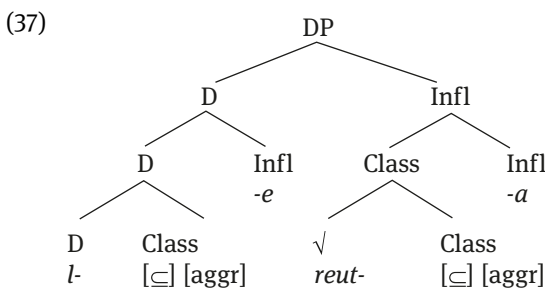 (37) DP
D Infl
D Infl Class Infl
-e -a
D Class √ Class
l- [⊆] [aggr] reut- [⊆] [aggr]